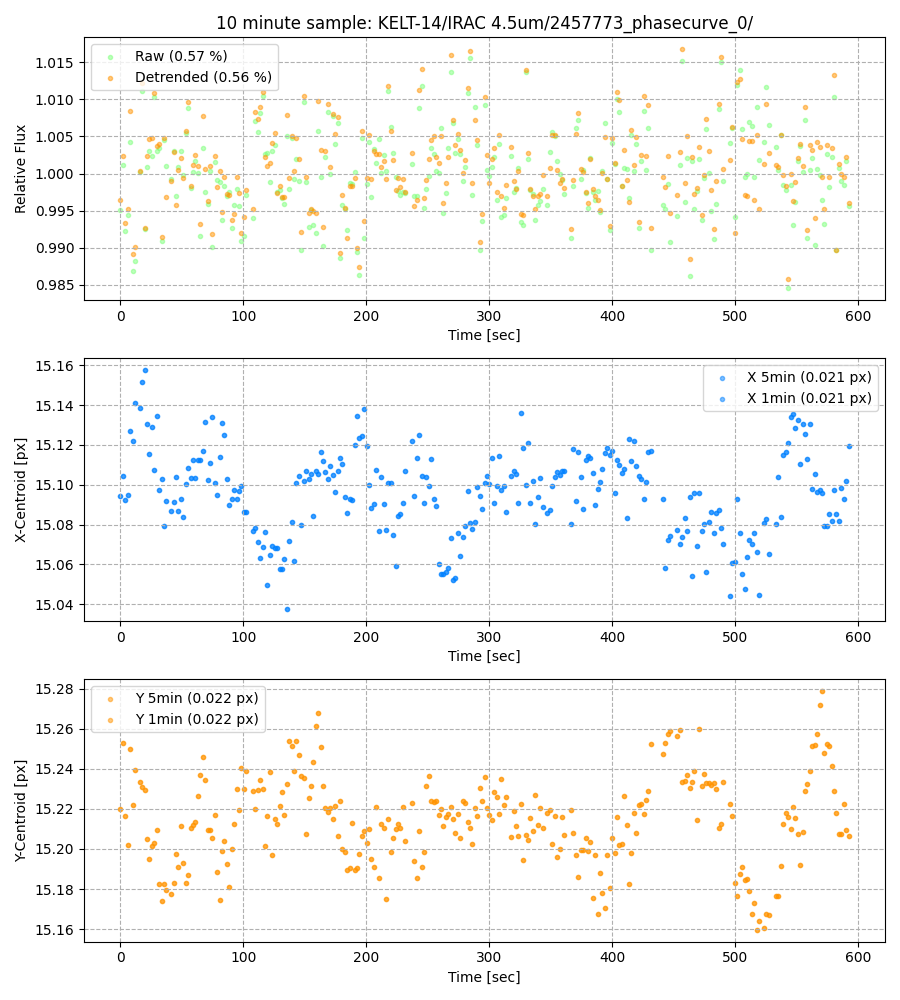 10 minute sample: KELT-14/IRAC 4.5um/2457773_phasecurve_0/
Raw (0.57 %)
Detrended (0.56 %)
Relative Flux
1.015
1.010
1.005
1.000
0.995
0.990
0.985
0 100 200 300 400 500 600
Time [sec]
X 5min (0.021 px)
X 1min (0.021 px)
X-Centroid [px]
15.16
15.14
15.12
15.10
15.08
15.06
15.04
0 100 200 300 400 500 600
Time [sec]
Y 5min (0.022 px)
Y 1min (0.022 px)
Y-Centroid [px]
15.28
15.26
15.24
15.22
15.20
15.18
15.16
0 100 200 300 400 500 600
Time [sec]